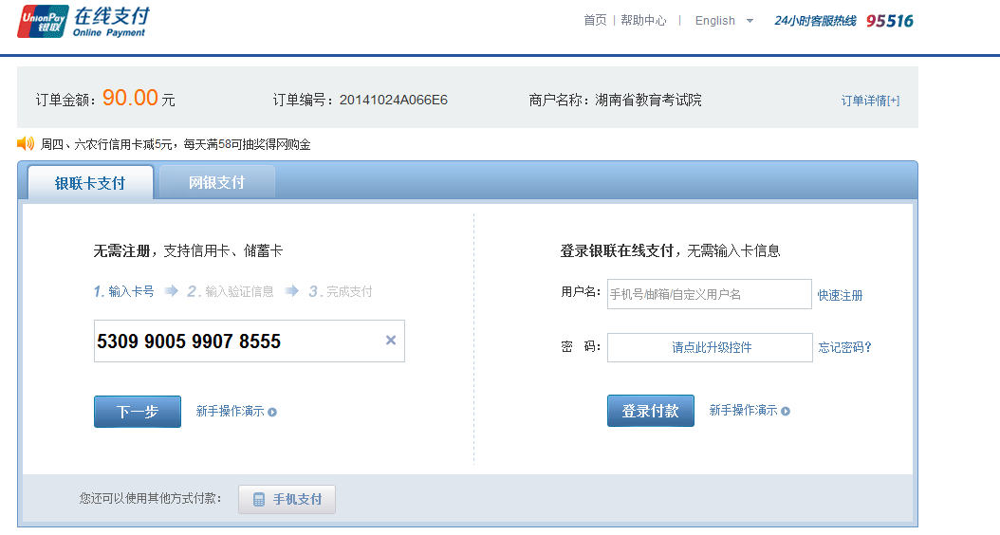 UnionPay 银联 在线支付 Online Payment
首页 | 帮助中心 | English 24小时客服热线 95516
订单金额：90.00 元 订单编号：20141024A066E6 商户名称：湖南省教育考试院 订单详情[+]
周四、六农行信用卡减5元，每天满58可抽奖得网购金
银联卡支付 网银支付
无需注册，支持信用卡、储蓄卡
1. 输入卡号 2. 输入验证信息 3. 完成支付
5309 9005 9907 8555 ×
下一步 新手操作演示
登录银联在线支付，无需输入卡信息
用户名： 手机号/邮箱/自定义用户名 快速注册
密 码： 请点此升级控件 忘记密码?
登录付款 新手操作演示
您还可以使用其他方式付款： 手机支付